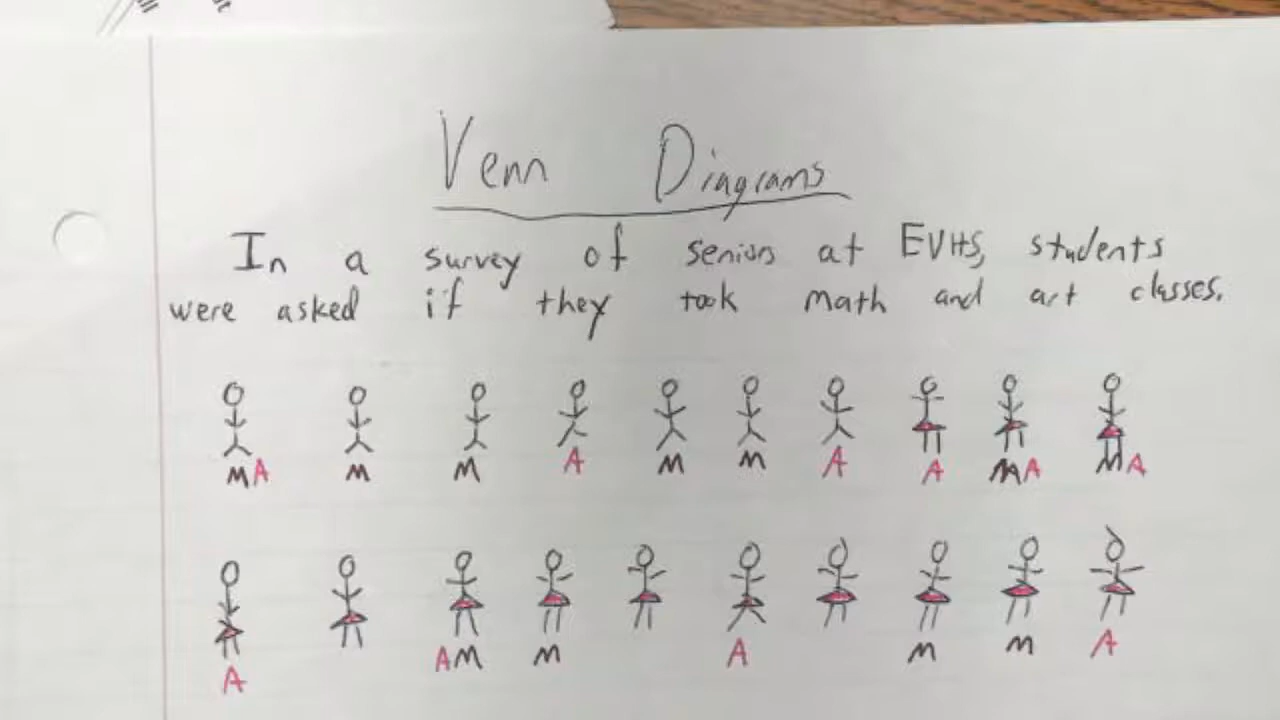 Venn Diagrams
In a survey of seniors at EVHS, students
were asked if they took math and art classes.
MA M M A M M A A MA MA
A AM M A M M A